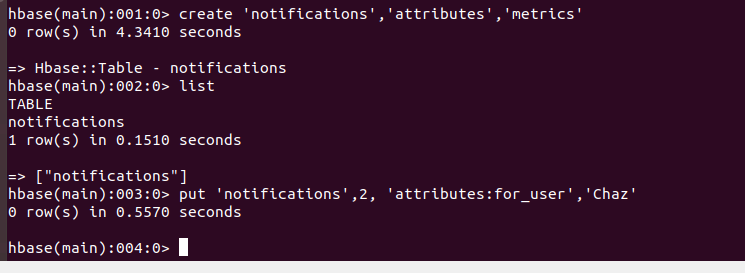 hbase(main):001:0> create 'notifications','attributes','metrics'
0 row(s) in 4.3410 seconds
=> Hbase::Table - notifications
hbase(main):002:0> list
TABLE
notifications
1 row(s) in 0.1510 seconds
=> ["notifications"]
hbase(main):003:0> put 'notifications',2, 'attributes:for_user','Chaz'
0 row(s) in 0.5570 seconds
hbase(main):004:0>